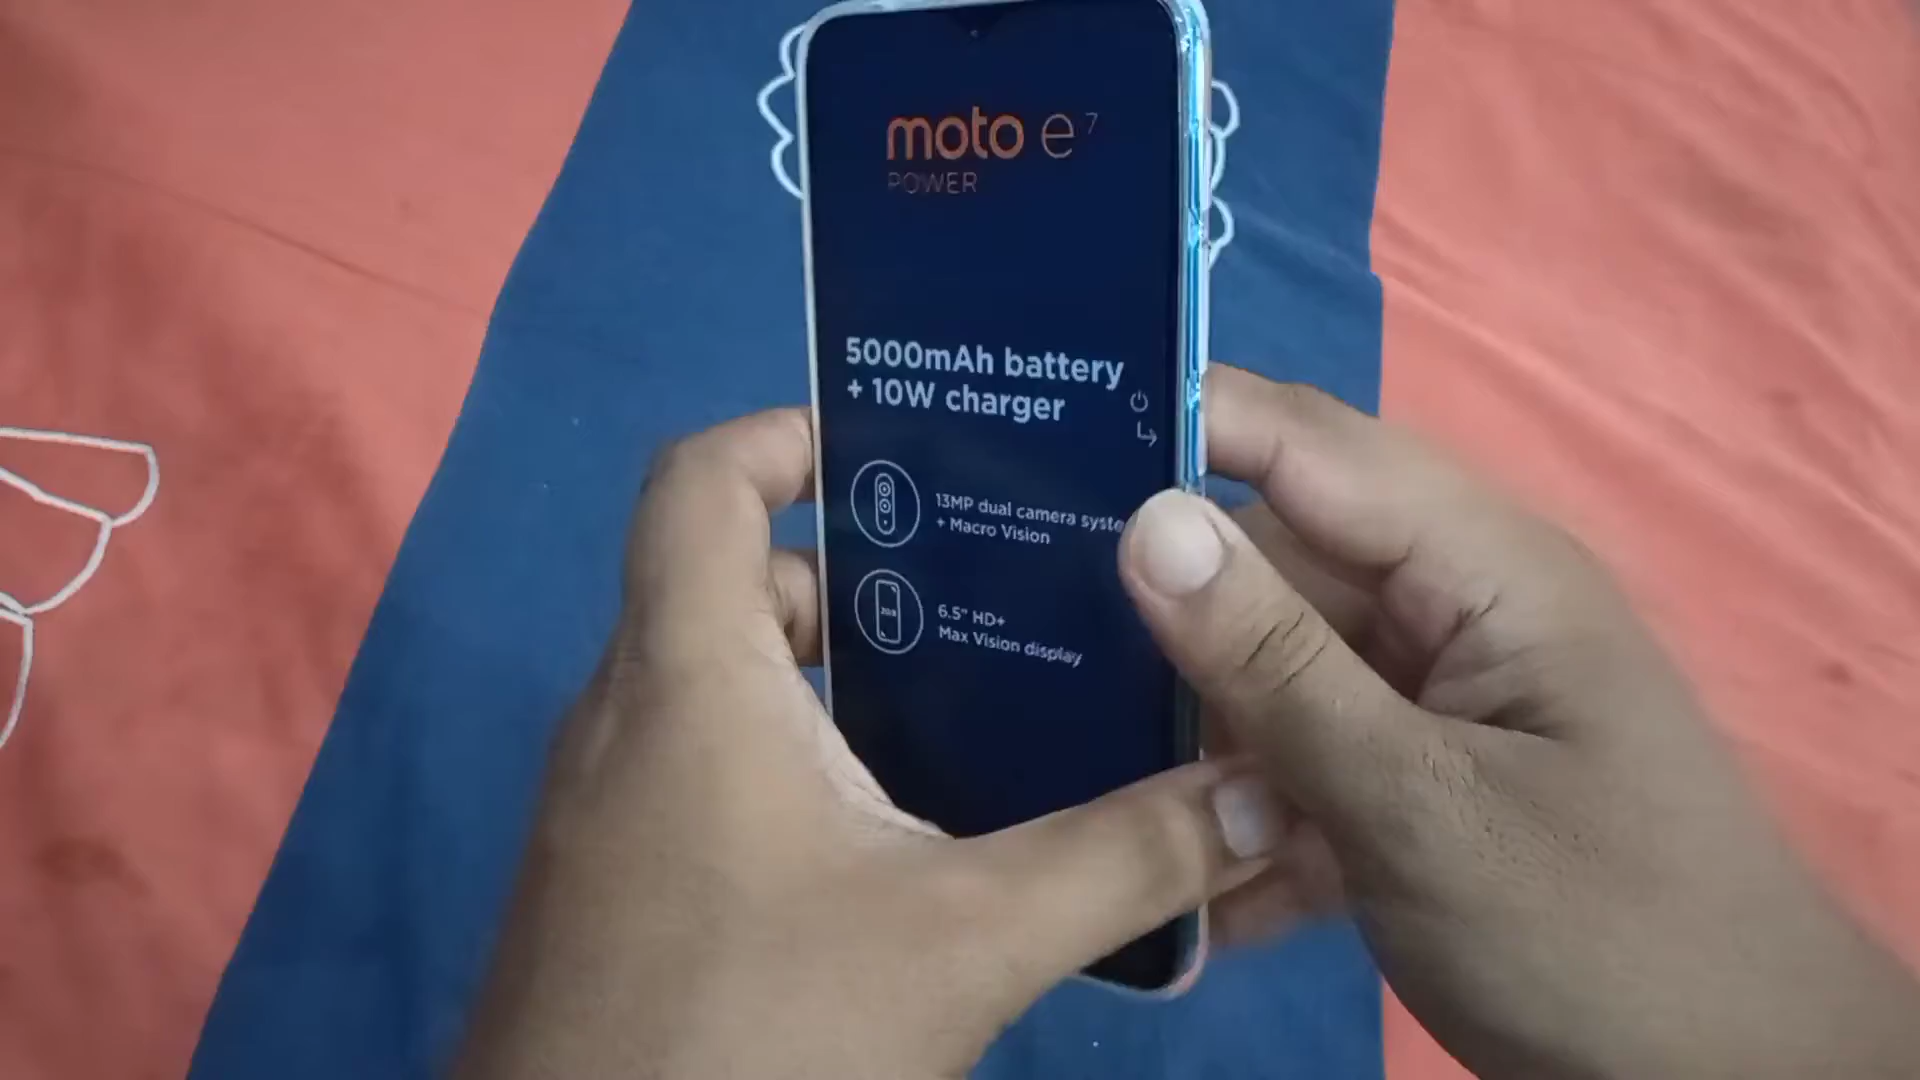 moto e7
POWER
5000mAh battery
+ 10W charger
13MP dual camera syste
+ Macro Vision
6.5" HD+
Max Vision display